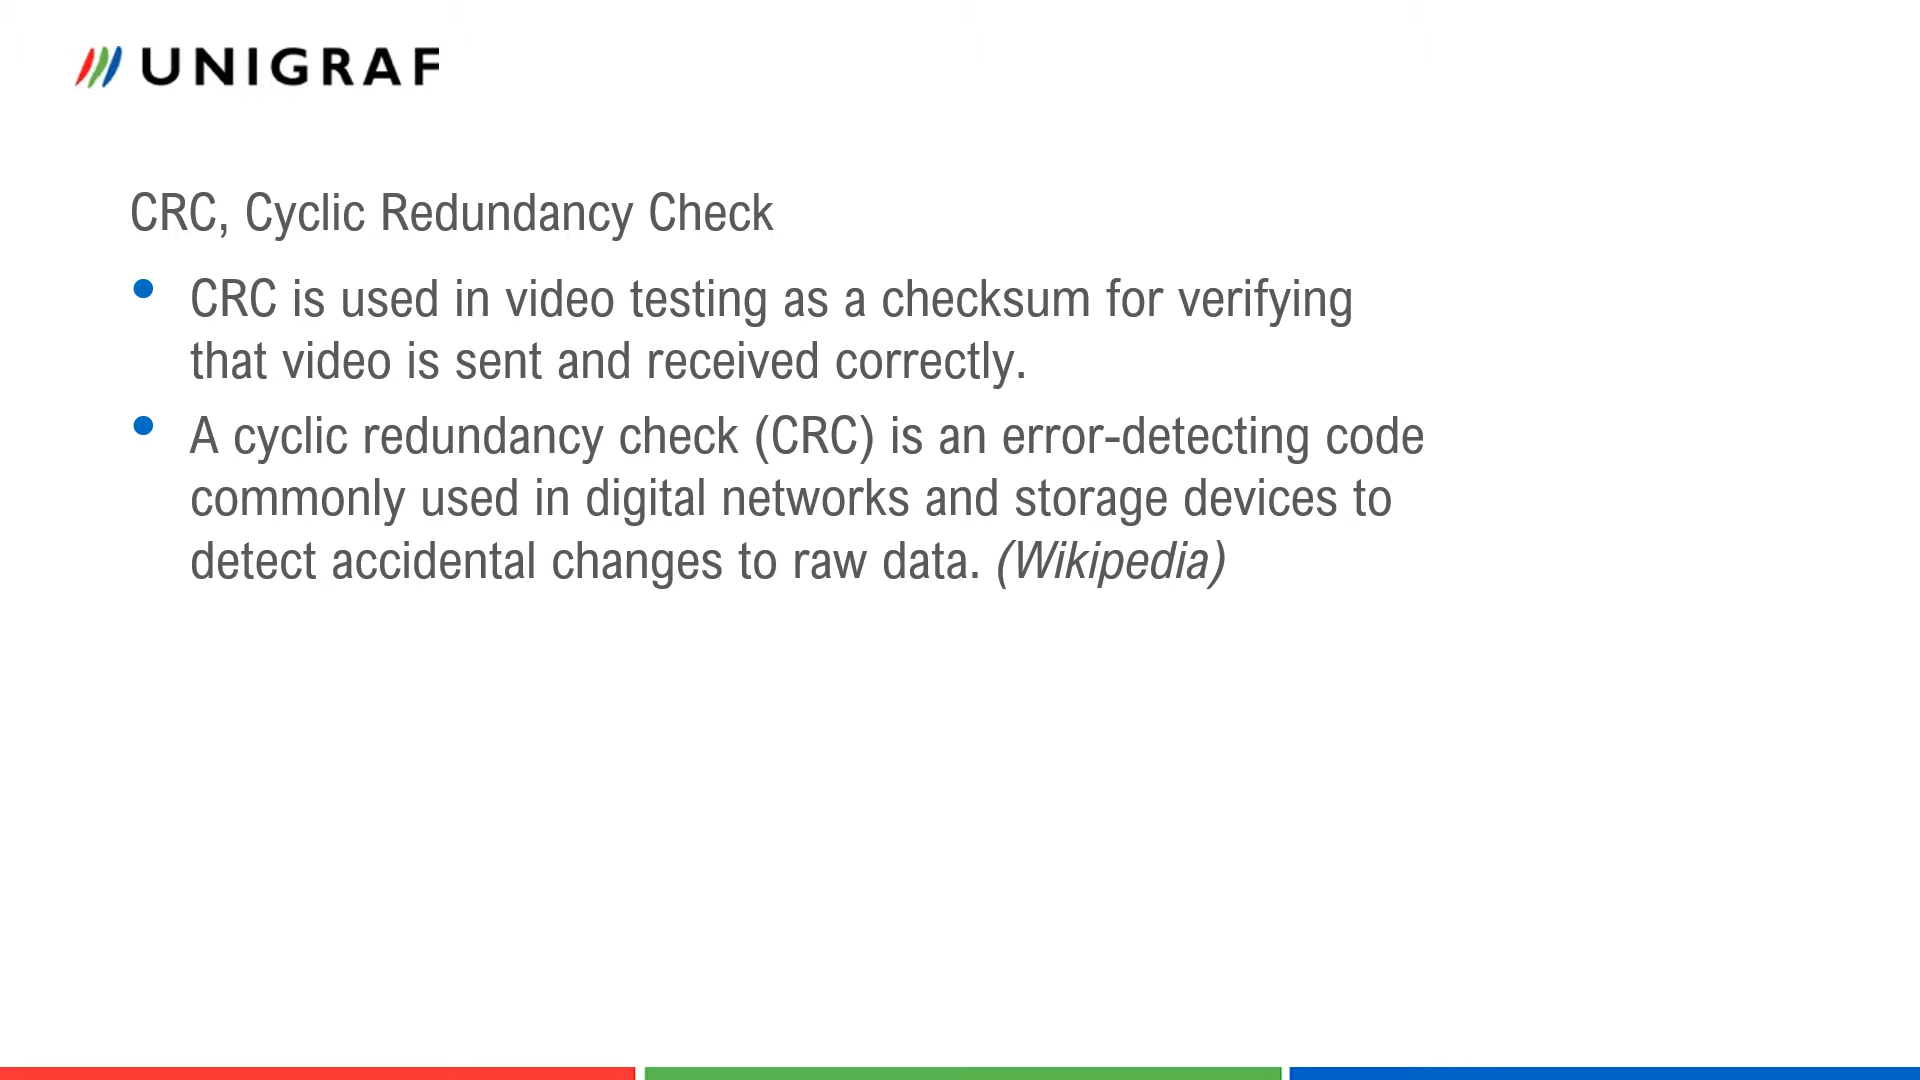 UNIGRAF
CRC, Cyclic Redundancy Check
• CRC is used in video testing as a checksum for verifying
that video is sent and received correctly.
• A cyclic redundancy check (CRC) is an error-detecting code
commonly used in digital networks and storage devices to
detect accidental changes to raw data. (Wikipedia)